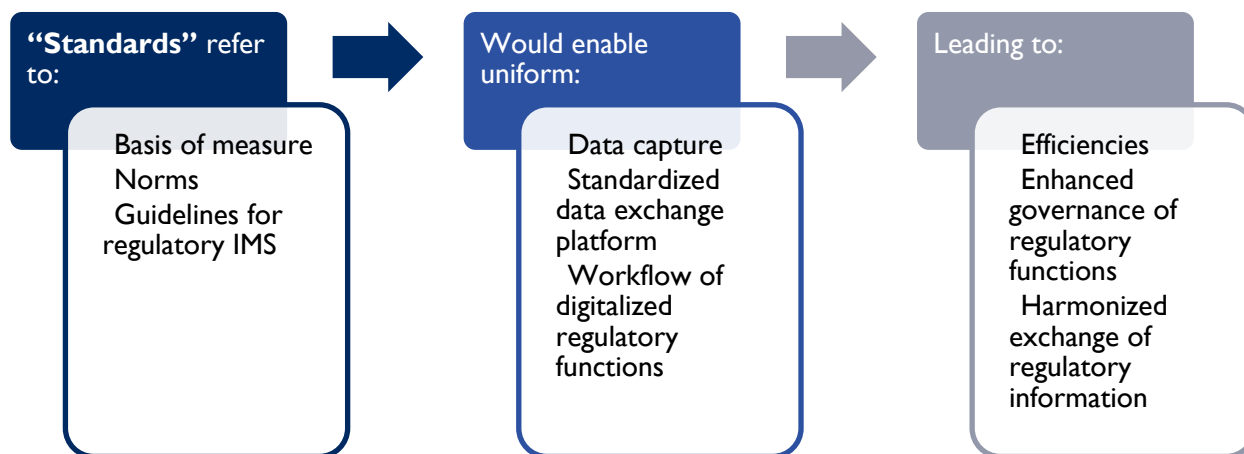 “Standards” refer
to:
Basis of measure
Norms
Guidelines for
regulatory IMS
Would enable
uniform:
Data capture
Standardized
data exchange
platform
Workflow of
digitalized
regulatory
functions
Leading to:
Efficiencies
Enhanced
governance of
regulatory
functions
Harmonized
exchange of
regulatory
information